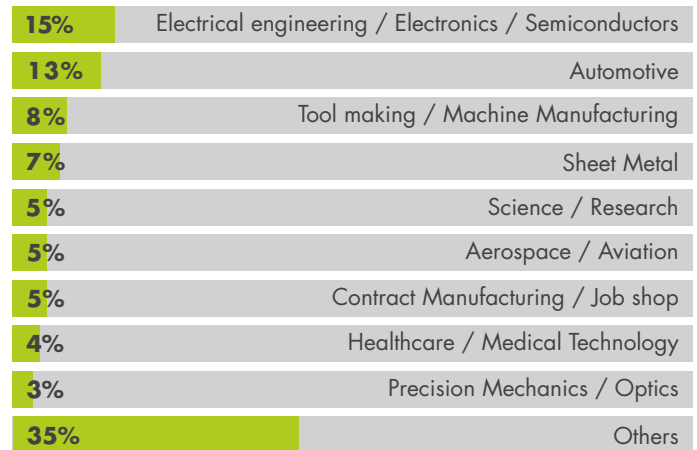 15% Electrical engineering / Electronics / Semiconductors
13% Automotive
8% Tool making / Machine Manufacturing
7% Sheet Metal
5% Science / Research
5% Aerospace / Aviation
5% Contract Manufacturing / Job shop
4% Healthcare / Medical Technology
3% Precision Mechanics / Optics
35% Others